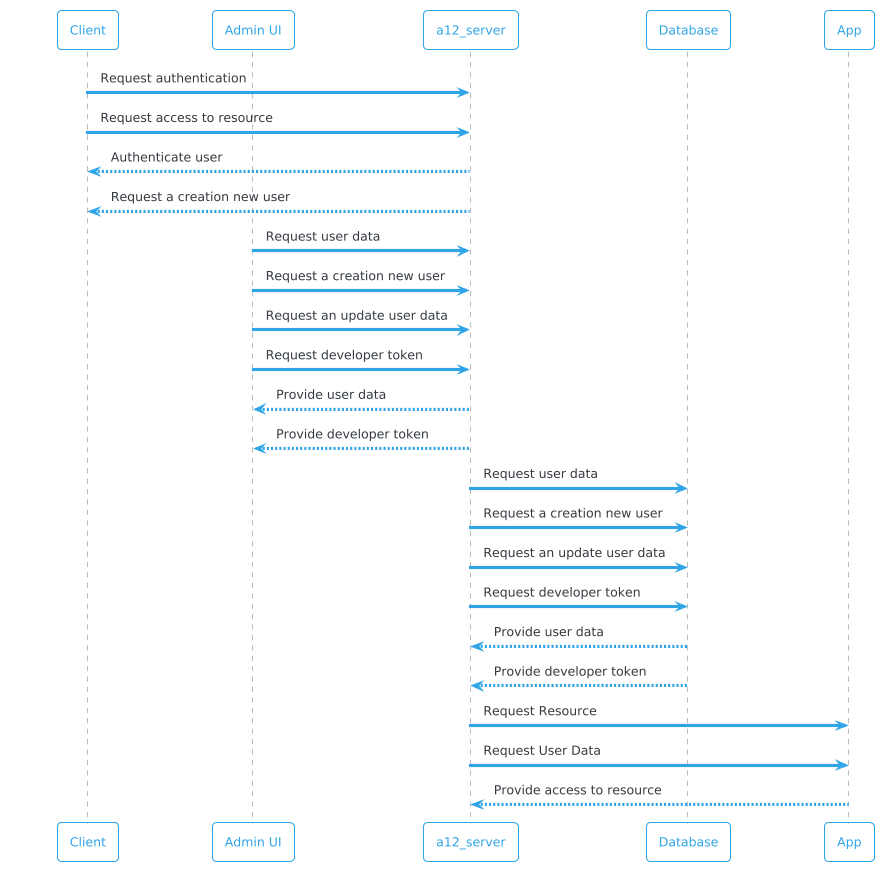 Client Admin UI a12_server Database App
Request authentication
Request access to resource
Authenticate user
Request a creation new user
Request user data
Request a creation new user
Request an update user data
Request developer token
Provide user data
Provide developer token
Request user data
Request a creation new user
Request an update user data
Request developer token
Provide user data
Provide developer token
Request Resource
Request User Data
Provide access to resource
Client Admin UI a12_server Database App